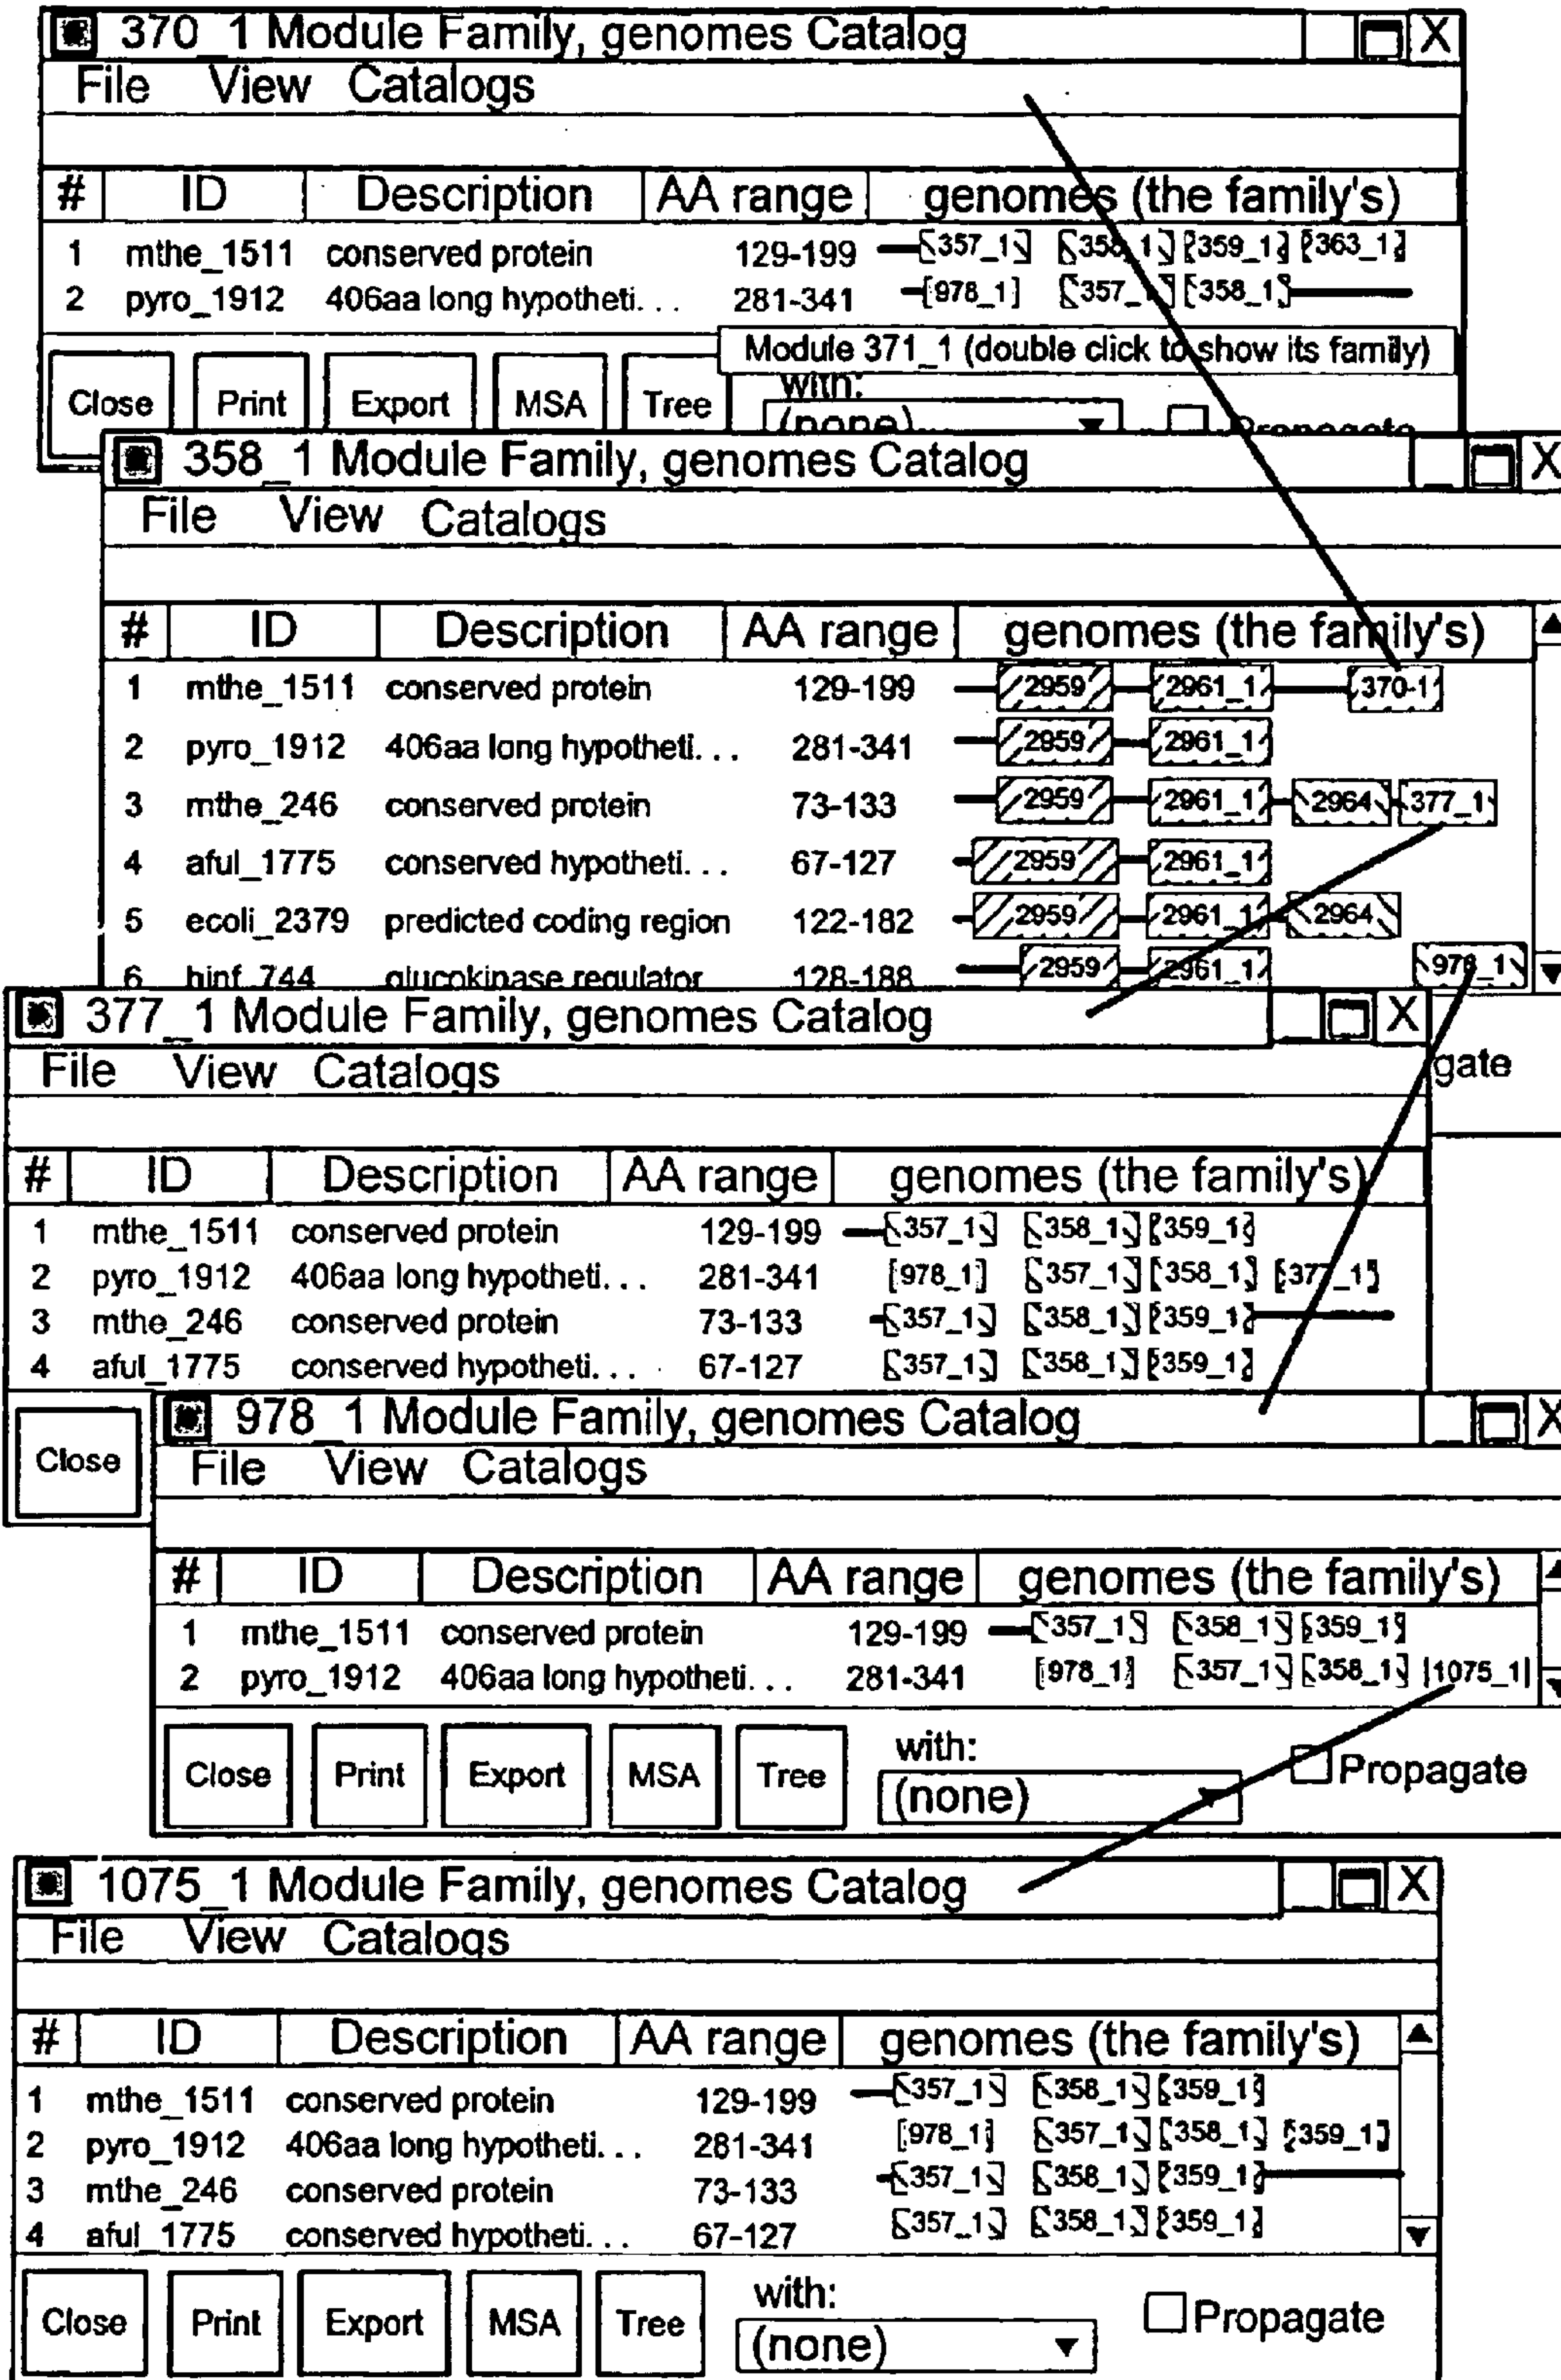 370_1 Module Family, genomes Catalog X
File View Catalogs
# ID Description AA range genomes (the family's)
1 mthe_1511 conserved protein 129-199 357_1 358_1 359_1 363_1
2 pyro_1912 406aa long hypotheti... 281-341 [978_1] 357_1 358_1
Module 371_1 (double click to show its family)
Close Print Export MSA Tree with:
(none) Propagate
358_1 Module Family, genomes Catalog X
File View Catalogs
# ID Description AA range genomes (the family's)
1 mthe_1511 conserved protein 129-199 2959 2961_1 370-1
2 pyro_1912 406aa long hypotheti... 281-341 2959 2961_1
3 mthe_246 conserved protein 73-133 2959 2961_1 2964 377_1
4 aful_1775 conserved hypotheti... 67-127 2959 2961_1
5 ecoli_2379 predicted coding region 122-182 2959 2961_1 2964
6 hinf_744 glucokinase regulator 128-188 2959 2961_1 978_1
377_1 Module Family, genomes Catalog X
gate
File View Catalogs
# ID Description AA range genomes (the family's)
1 mthe_1511 conserved protein 129-199 357_1 358_1 359_1
2 pyro_1912 406aa long hypotheti... 281-341 [978_1] 357_1 358_1 377_1
3 mthe_246 conserved protein 73-133 357_1 358_1 359_1
4 aful_1775 conserved hypotheti... 67-127 357_1 358_1 359_1
Close
978_1 Module Family, genomes Catalog X
File View Catalogs
# ID Description AA range genomes (the family's)
1 mthe_1511 conserved protein 129-199 357_1 358_1 359_1
2 pyro_1912 406aa long hypotheti... 281-341 [978_1] 357_1 358_1 |1075_1|
Close Print Export MSA Tree with:
(none) Propagate
1075_1 Module Family, genomes Catalog X
File View Catalogs
# ID Description AA range genomes (the family's)
1 mthe_1511 conserved protein 129-199 357_1 358_1 359_1
2 pyro_1912 406aa long hypotheti... 281-341 [978_1] 357_1 358_1 359_1
3 mthe_246 conserved protein 73-133 357_1 358_1 359_1
4 aful_1775 conserved hypotheti... 67-127 357_1 358_1 359_1
Close Print Export MSA Tree with:
(none) Propagate